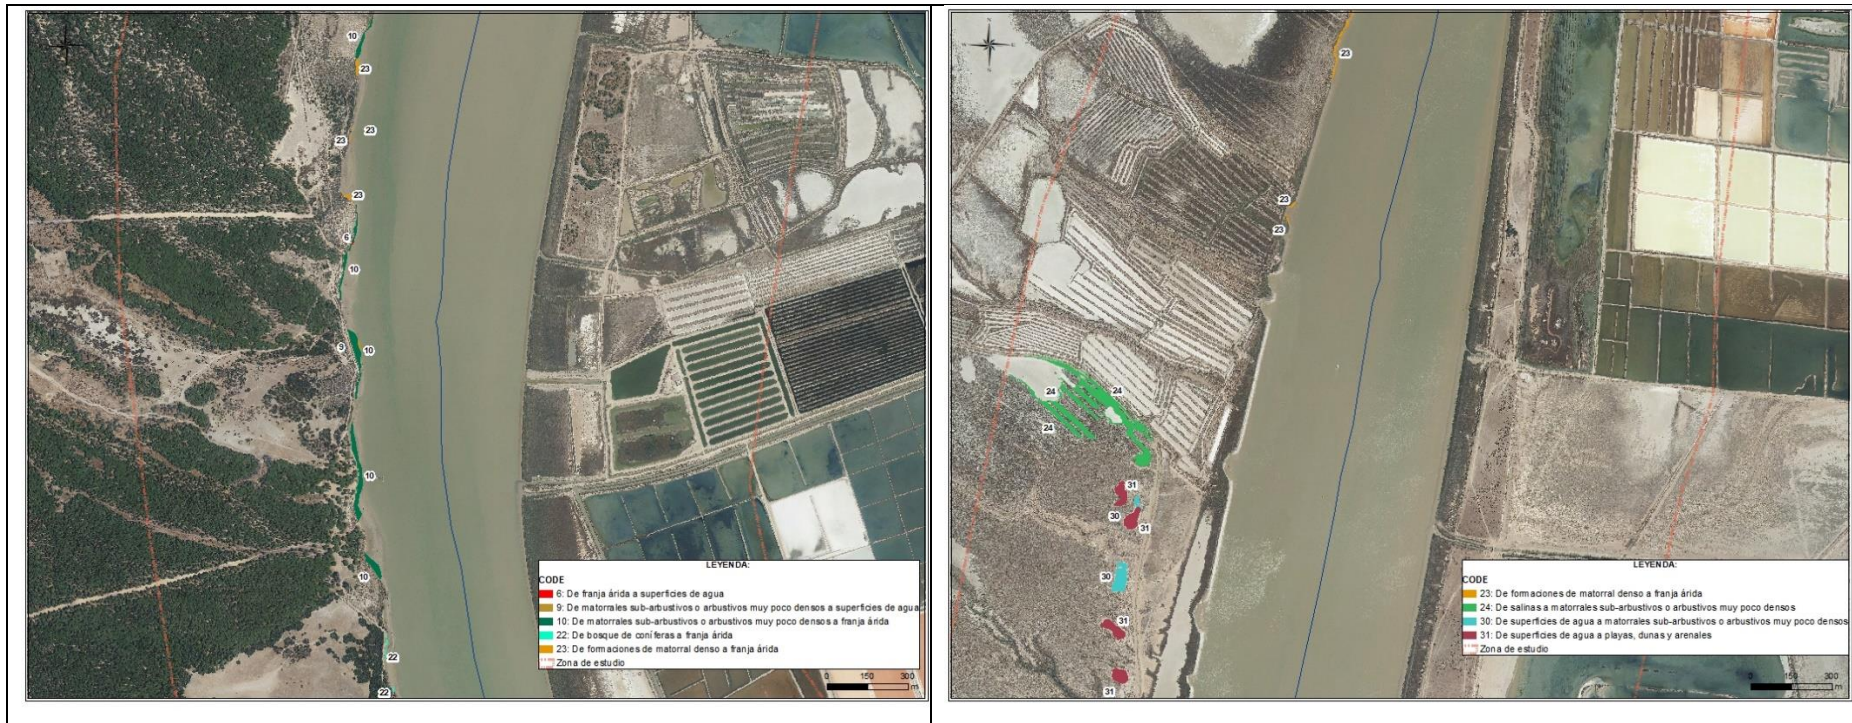 10
23
23
23
23
6
10
9
10
10
10
22
22
LEYENDA:
CODE
6: De franja árida a superficies de agua
9: De matorrales sub-arbustivos o arbustivos muy poco densos a superficies de agua
10: De matorrales sub-arbustivos o arbustivos muy poco densos a franja árida
22: De bosque de coníferas a franja árida
23: De formaciones de matorral denso a franja árida
Zona de estudio
0 150 300
m
23
23
23
24
24
24
31
30
31
30
31
31
LEYENDA:
CODE
23: De formaciones de matorral denso a franja árida
24: De salinas a matorrales sub-arbustivos o arbustivos muy poco densos
30: De superficies de agua a matorrales sub-arbustivos o arbustivos muy poco densos
31: De superficies de agua a playas, dunas y arenales
Zona de estudio
0 150 300
m